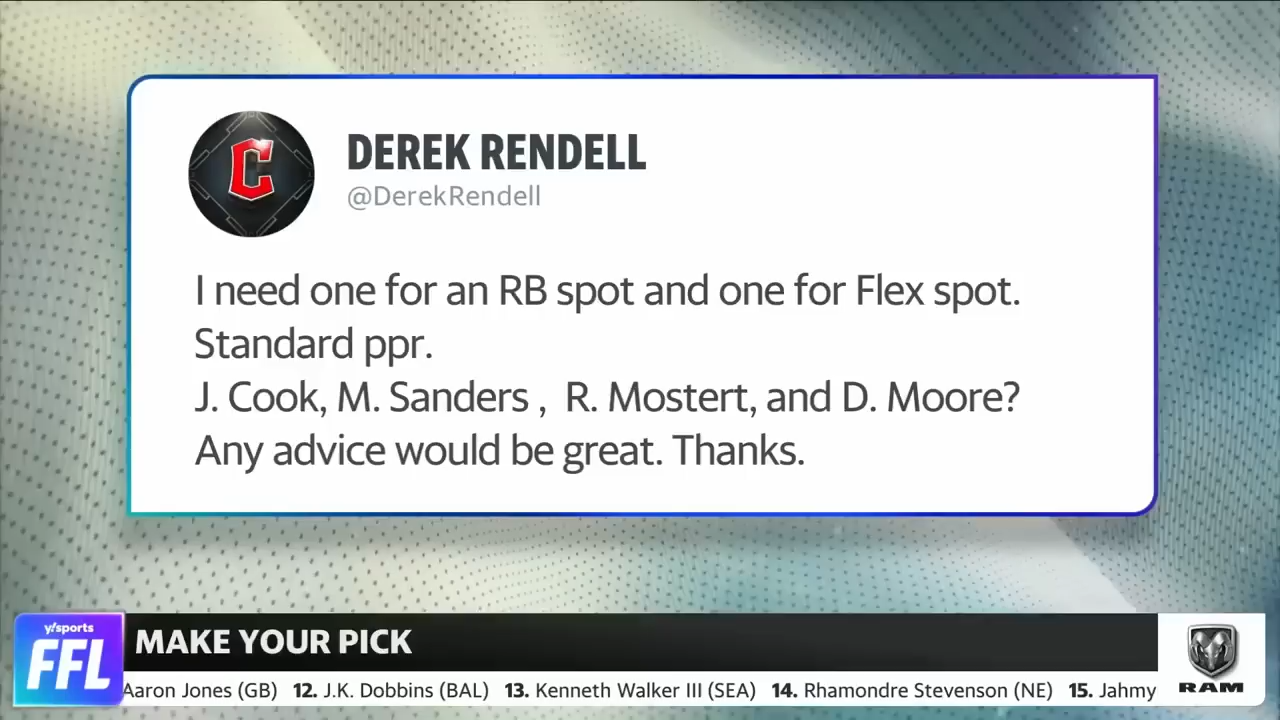 C
DEREK RENDELL
@DerekRendell
I need one for an RB spot and one for Flex spot.
Standard ppr.
J. Cook, M. Sanders , R. Mostert, and D. Moore?
Any advice would be great. Thanks.
y!sports
FFL
MAKE YOUR PICK
Aaron Jones (GB) 12. J.K. Dobbins (BAL) 13. Kenneth Walker III (SEA) 14. Rhamondre Stevenson (NE) 15. Jahmy
RAM